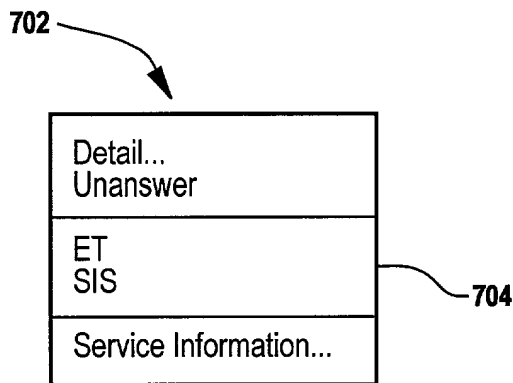 702
Detail...
Unanswer
ET
SIS
704
Service Information...